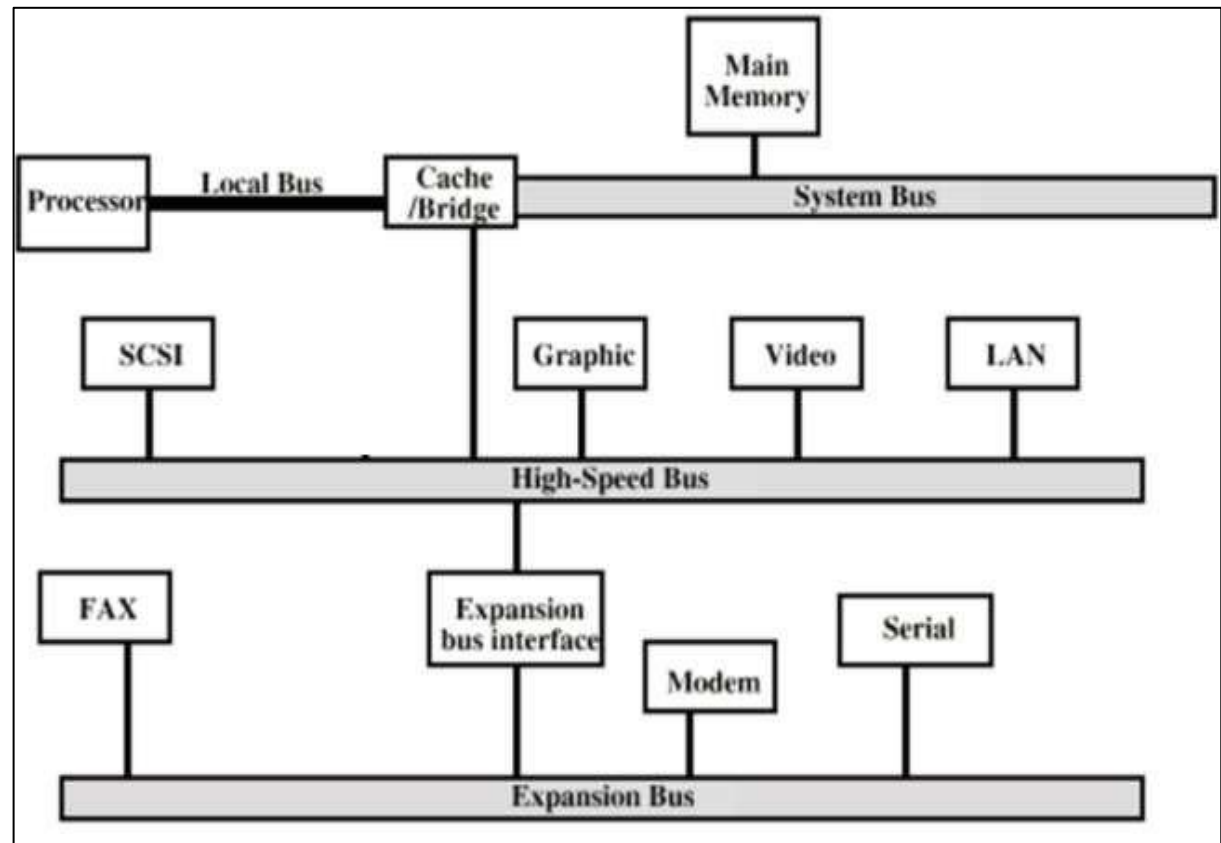 Main
Memory
Processor
Local Bus
Cache
/Bridge
System Bus
SCSI
Graphic
Video
LAN
High-Speed Bus
FAX
Expansion
bus interface
Serial
Modem
Expansion Bus